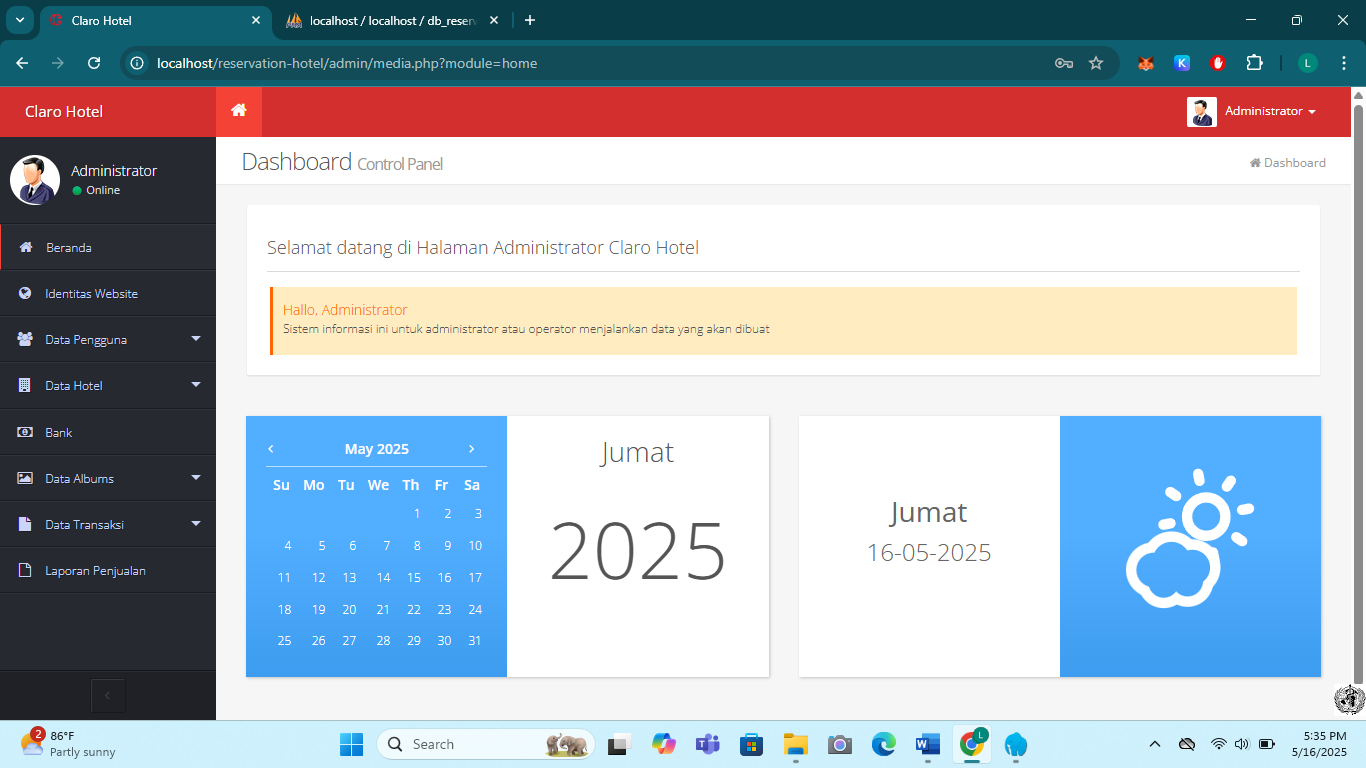 Claro Hotel
localhost / localhost / db_reser
localhost/reservation-hotel/admin/media.php?module=home
K
L
Claro Hotel
Administrator
Administrator
Online
Dashboard Control Panel
Dashboard
Beranda
Identitas Website
Data Pengguna
Data Hotel
Bank
Data Albums
Data Transaksi
Laporan Penjualan
Selamat datang di Halaman Administrator Claro Hotel
Hallo, Administrator
Sistem informasi ini untuk administrator atau operator menjalankan data yang akan dibuat
May 2025
Su Mo Tu We Th Fr Sa
1 2 3
4 5 6 7 8 9 10
11 12 13 14 15 16 17
18 19 20 21 22 23 24
25 26 27 28 29 30 31
Jumat
2025
Jumat
16-05-2025
2
86°F
Partly sunny
Search
L
5:35 PM
5/16/2025